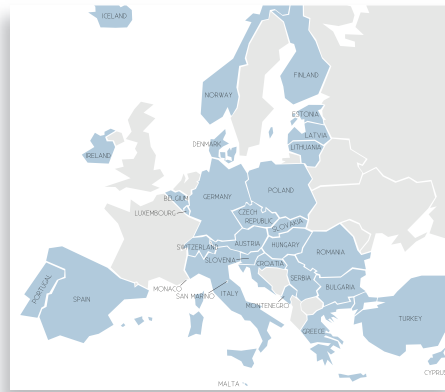 ICELAND
NORWAY
FINLAND
ESTONIA
LATVIA
LITHUANIA
DENMARK
IRELAND
BELGIUM
GERMANY
POLAND
LUXEMBOURG
CZECH
REPUBLIC
SLOVAKIA
SWITZERLAND
AUSTRIA
HUNGARY
SLOVENIA
CROATIA
ROMANIA
PORTUGAL
SPAIN
MONACO
SAN MARINO
ITALY
SERBIA
BULGARIA
MONTENEGRO
GREECE
TURKEY
CYPRUS
MALTA